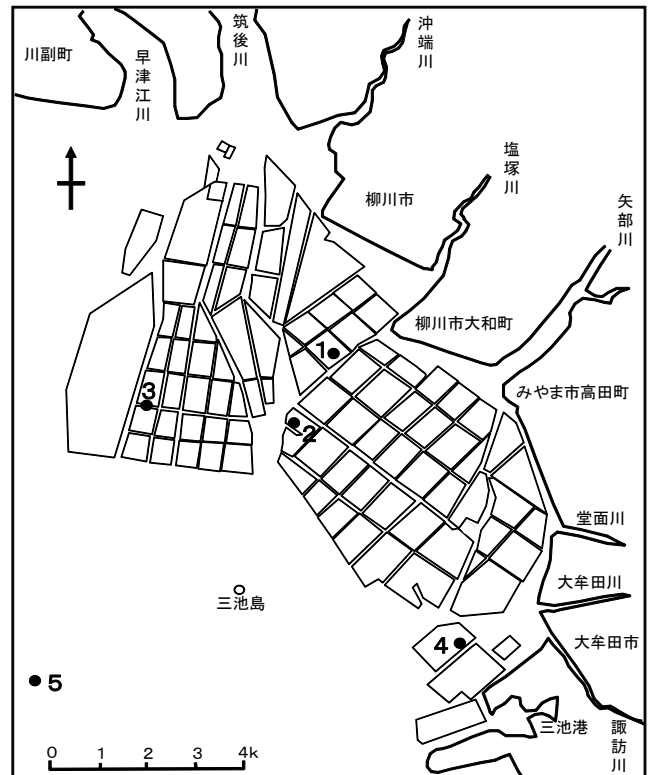 川副町
早津江川
筑後川
沖端川
塩塚川
柳川市
矢部川
柳川市大和町
みやま市高田町
1
3
2
堂面川
大牟田川
三池島
大牟田市
4
5
三池港
諏訪川
0 1 2 3 4k